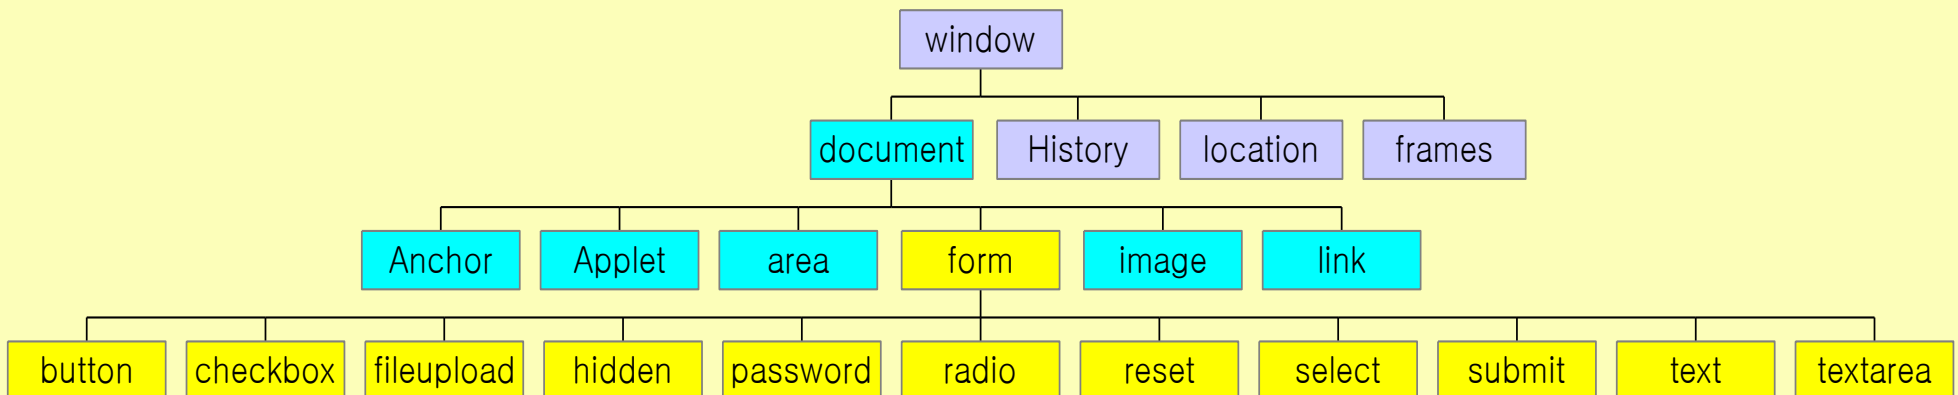 window
document History location frames
Anchor Applet area form image link
button checkbox fileupload hidden password radio reset select submit text textarea